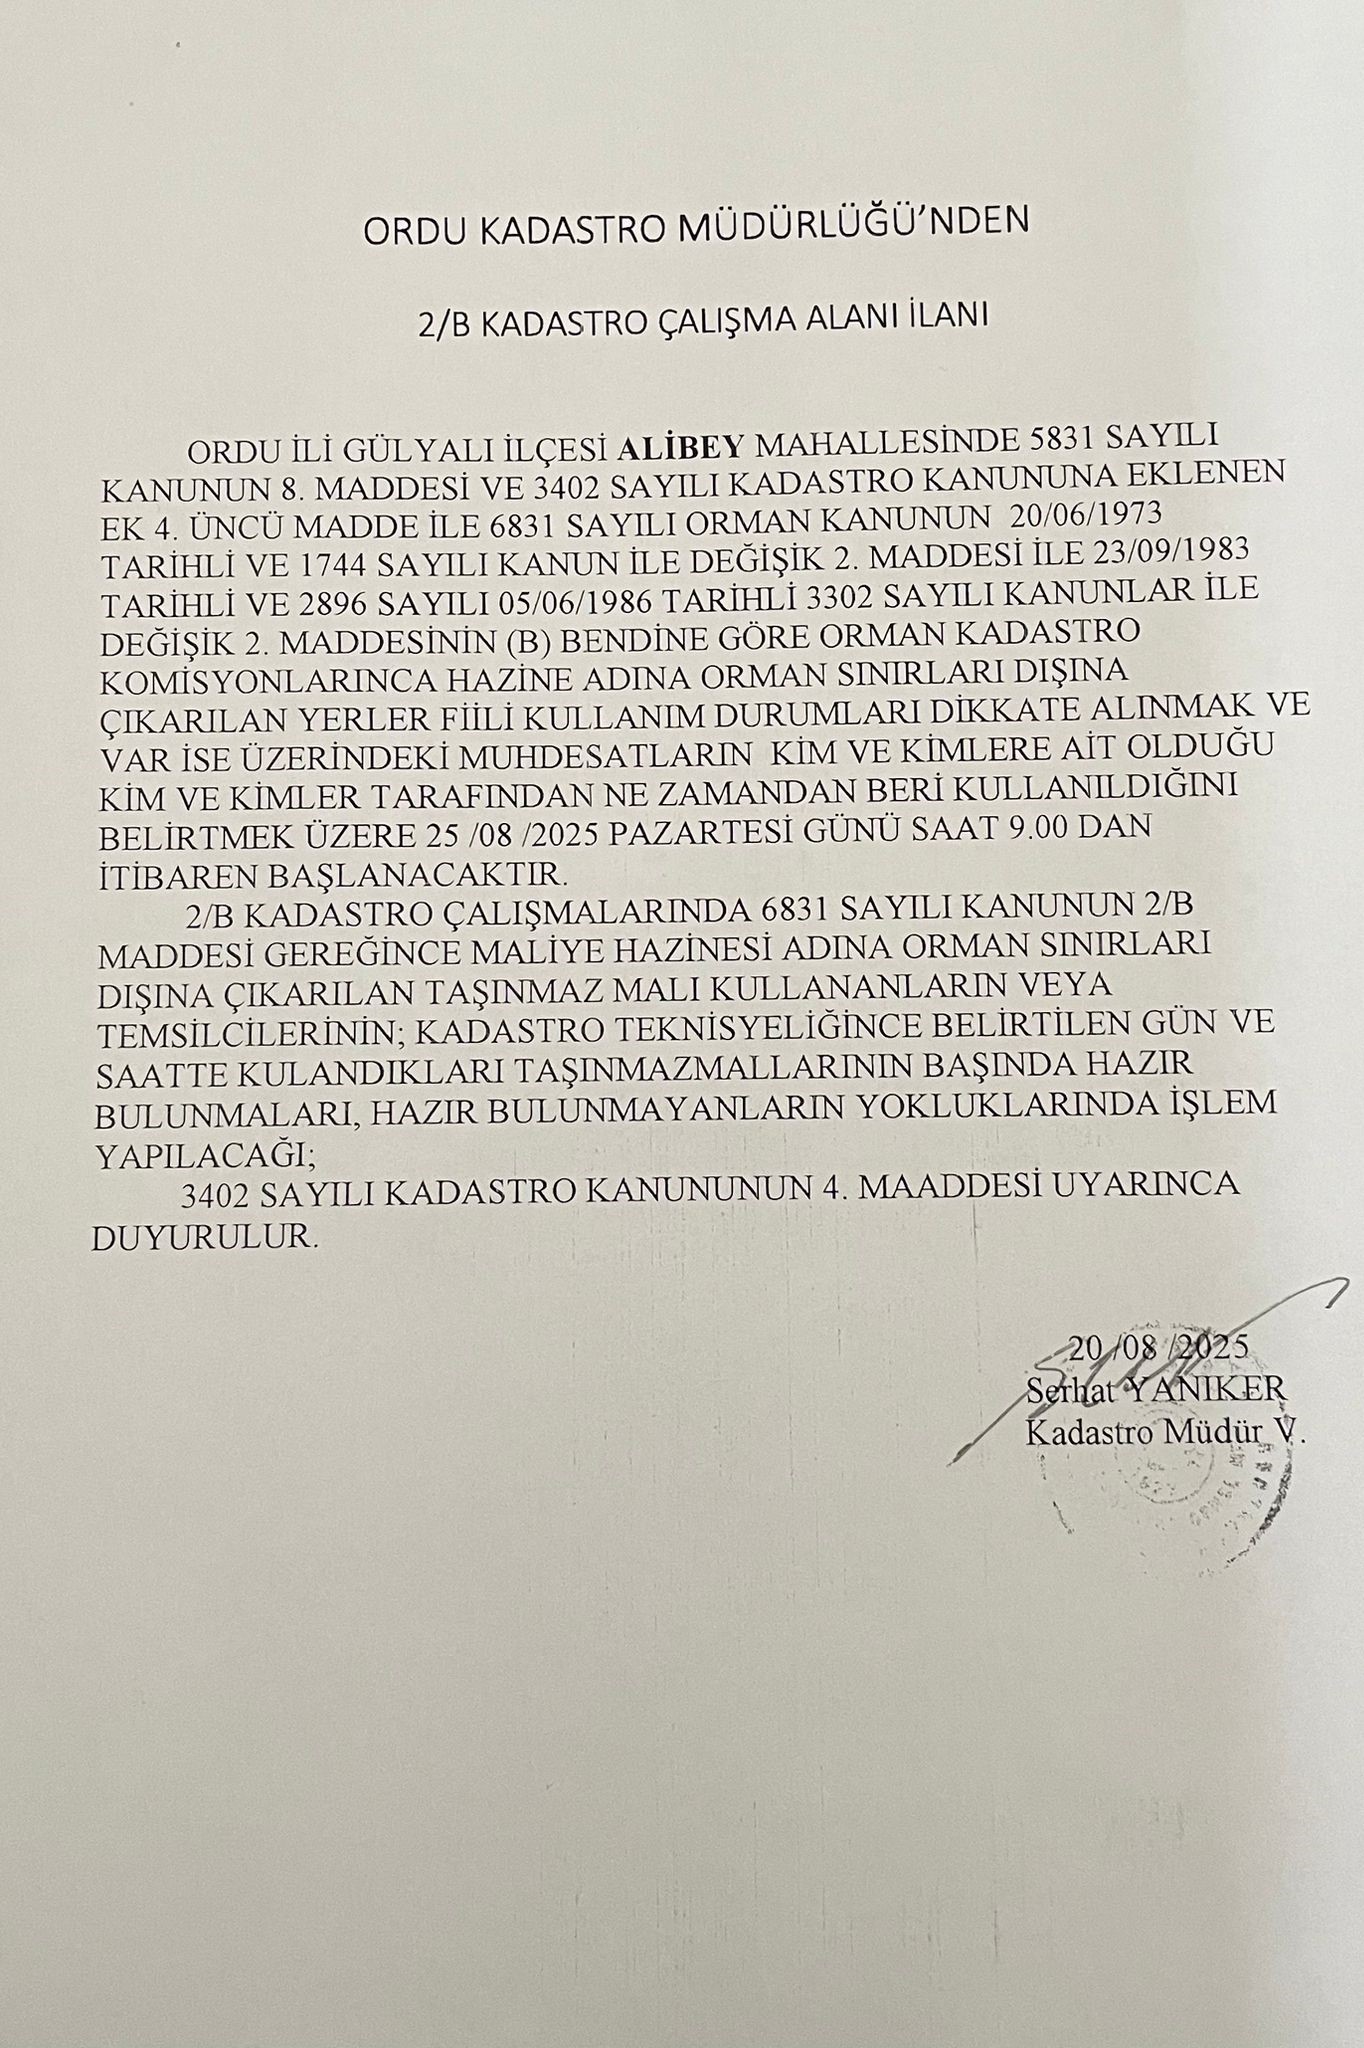 ORDU KADASTRO MÜDÜRLÜĞÜ'NDEN
2/B KADASTRO ÇALIŞMA ALANI İLANI
ORDU İLİ GÜLYALI İLÇESİ ALİBEY MAHALLESİNDE 5831 SAYILI
KANUNUN 8. MADDESİ VE 3402 SAYILI KADASTRO KANUNUNA EKLENEN
EK 4. ÜNCÜ MADDE İLE 6831 SAYILI ORMAN KANUNUN 20/06/1973
TARİHLİ VE 1744 SAYILI KANUN İLE DEĞİŞİK 2. MADDESİ İLE 23/09/1983
TARİHLİ VE 2896 SAYILI 05/06/1986 TARİHLİ 3302 SAYILI KANUNLAR İLE
DEĞİŞİK 2. MADDESİNİN (B) BENDİNE GÖRE ORMAN KADASTRO
KOMİSYONLARINCA HAZİNE ADINA ORMAN SINIRLARI DIŞINA
ÇIKARILAN YERLER FİİLİ KULLANIM DURUMLARI DİKKATE ALINMAK VE
VAR İSE ÜZERİNDEKİ MUHDESATLARIN KİM VE KİMLERE AİT OLDUĞU
KİM VE KİMLER TARAFINDAN NE ZAMANDAN BERİ KULLANILDIĞINI
BELİRTMEK ÜZERE 25 /08 /2025 PAZARTESİ GÜNÜ SAAT 9.00 DAN
İTİBAREN BAŞLANACAKTIR.
2/B KADASTRO ÇALIŞMALARINDA 6831 SAYILI KANUNUN 2/B
MADDESİ GEREĞİNCE MALİYE HAZİNESİ ADINA ORMAN SINIRLARI
DIŞINA ÇIKARILAN TAŞINMAZ MALI KULLANANLARIN VEYA
TEMSİLCİLERİNİN; KADASTRO TEKNİSYELİĞİNCE BELİRTİLEN GÜN VE
SAATTE KULANDIKLARI TAŞINMAZMALLARININ BAŞINDA HAZIR
BULUNMALARI, HAZIR BULUNMAYANLARIN YOKLUKLARINDA İŞLEM
YAPILACAĞI;
3402 SAYILI KADASTRO KANUNUNUN 4. MAADDESİ UYARINCA
DUYURULUR.
20 /08 /2025
Serhat YANIKER
Kadastro Müdür V.